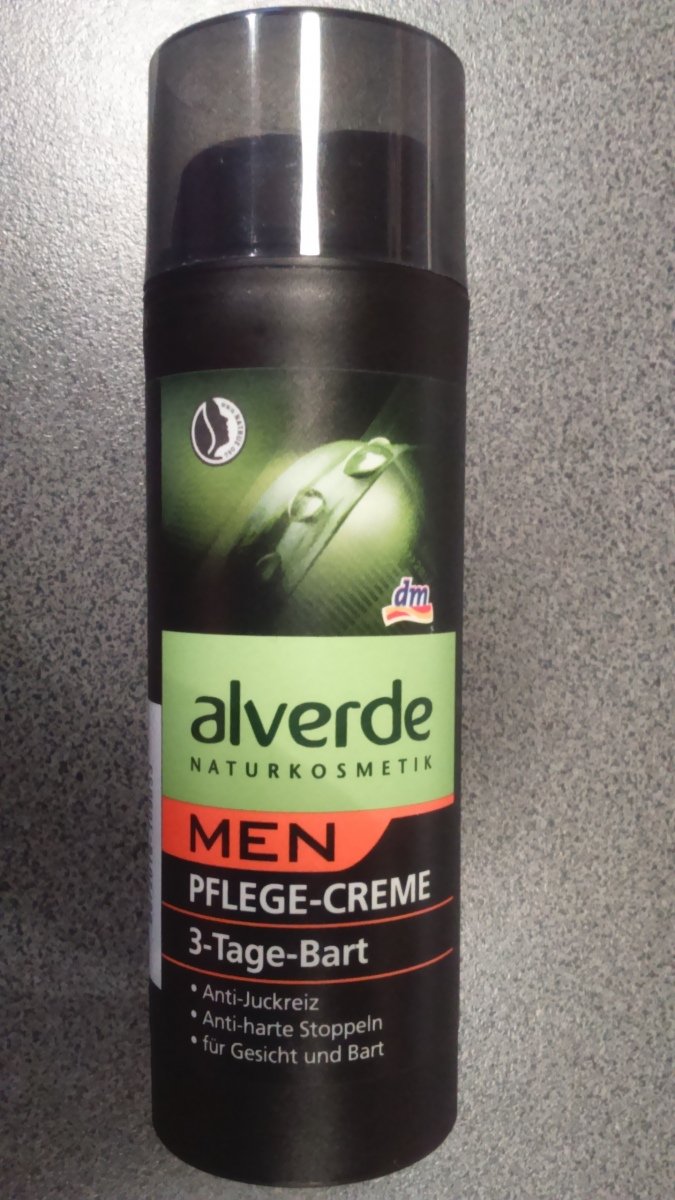 dm
alverde
NATURKOSMETIK
MEN
PFLEGE-CREME
3-Tage-Bart
• Anti-Juckreiz
• Anti-harte Stoppeln
• für Gesicht und Bart